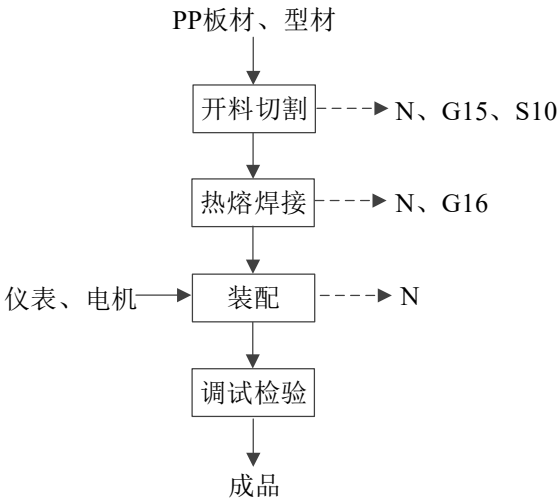 PP板材、型材
开料切割
N、G15、S10
热熔焊接
N、G16
仪表、电机
装配
N
调试检验
成品